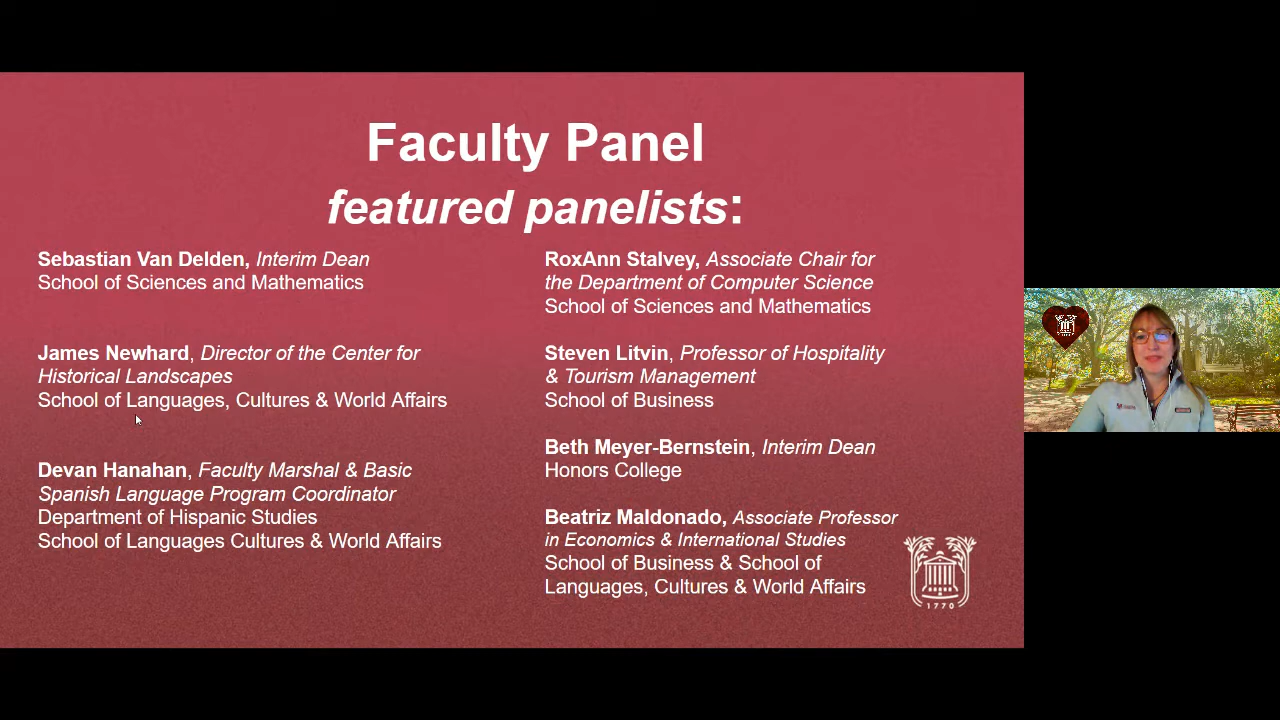 Faculty Panel
featured panelists:
Sebastian Van Delden, Interim Dean
School of Sciences and Mathematics
James Newhard, Director of the Center for
Historical Landscapes
School of Languages, Cultures & World Affairs
Devan Hanahan, Faculty Marshal & Basic
Spanish Language Program Coordinator
Department of Hispanic Studies
School of Languages Cultures & World Affairs
RoxAnn Stalvey, Associate Chair for
the Department of Computer Science
School of Sciences and Mathematics
Steven Litvin, Professor of Hospitality
& Tourism Management
School of Business
Beth Meyer-Bernstein, Interim Dean
Honors College
Beatriz Maldonado, Associate Professor
in Economics & International Studies
School of Business & School of
Languages, Cultures & World Affairs
1770